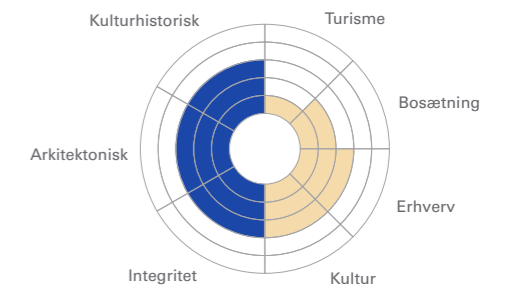 Kulturhistorisk
Turisme
Bosætning
Arkitektonisk
Erhverv
Integritet
Kultur